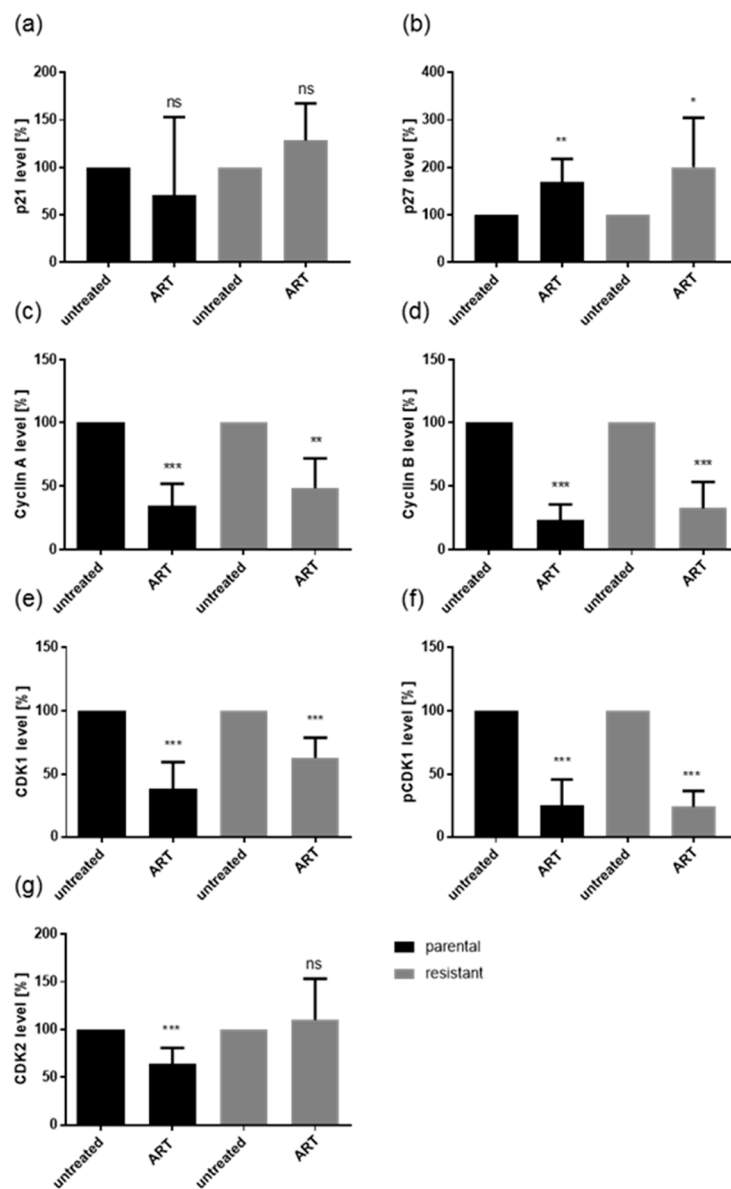 (a)
(b)
p21 level [%]
200
150
100
50
0
ns
ns
untreated
ART
untreated
ART
p27 level [%]
400
300
200
100
0
**
*
untreated
ART
untreated
ART
(c)
(d)
Cyclin A level [%]
150
100
50
0
***
**
untreated
ART
untreated
ART
Cyclin B level [%]
150
100
50
0
***
***
untreated
ART
untreated
ART
(e)
(f)
CDK1 level [%]
150
100
50
0
***
***
untreated
ART
untreated
ART
pCDK1 level [%]
150
100
50
0
***
***
untreated
ART
untreated
ART
(g)
CDK2 level [%]
200
150
100
50
0
***
ns
untreated
ART
untreated
ART
parental
resistant